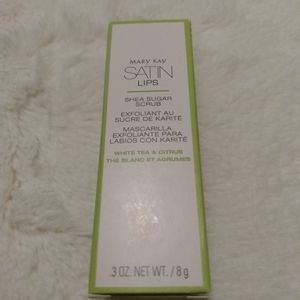 MARY KAY
SATIN
LIPS
SHEA SUGAR
SCRUB
EXFOLIANT AU
SUCRE DE KARITÉ
MASCARILLA
EXFOLIANTE PARA
LABIOS CON KARITÉ
WHITE TEA & CITRUS
THÉ BLANC ET AGRUMES
.3 OZ. NET WT. / 8 g